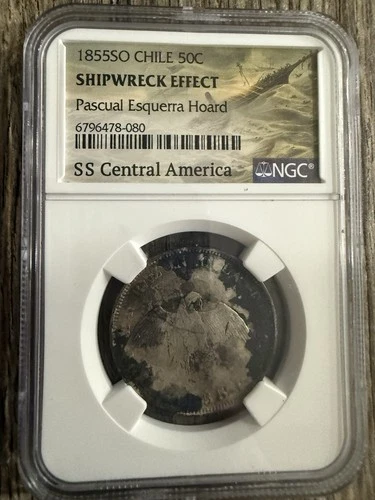 1855SO CHILE 50C
SHIPWRECK EFFECT
Pascual Esquerra Hoard
6796478-080
SS Central America
NGC®